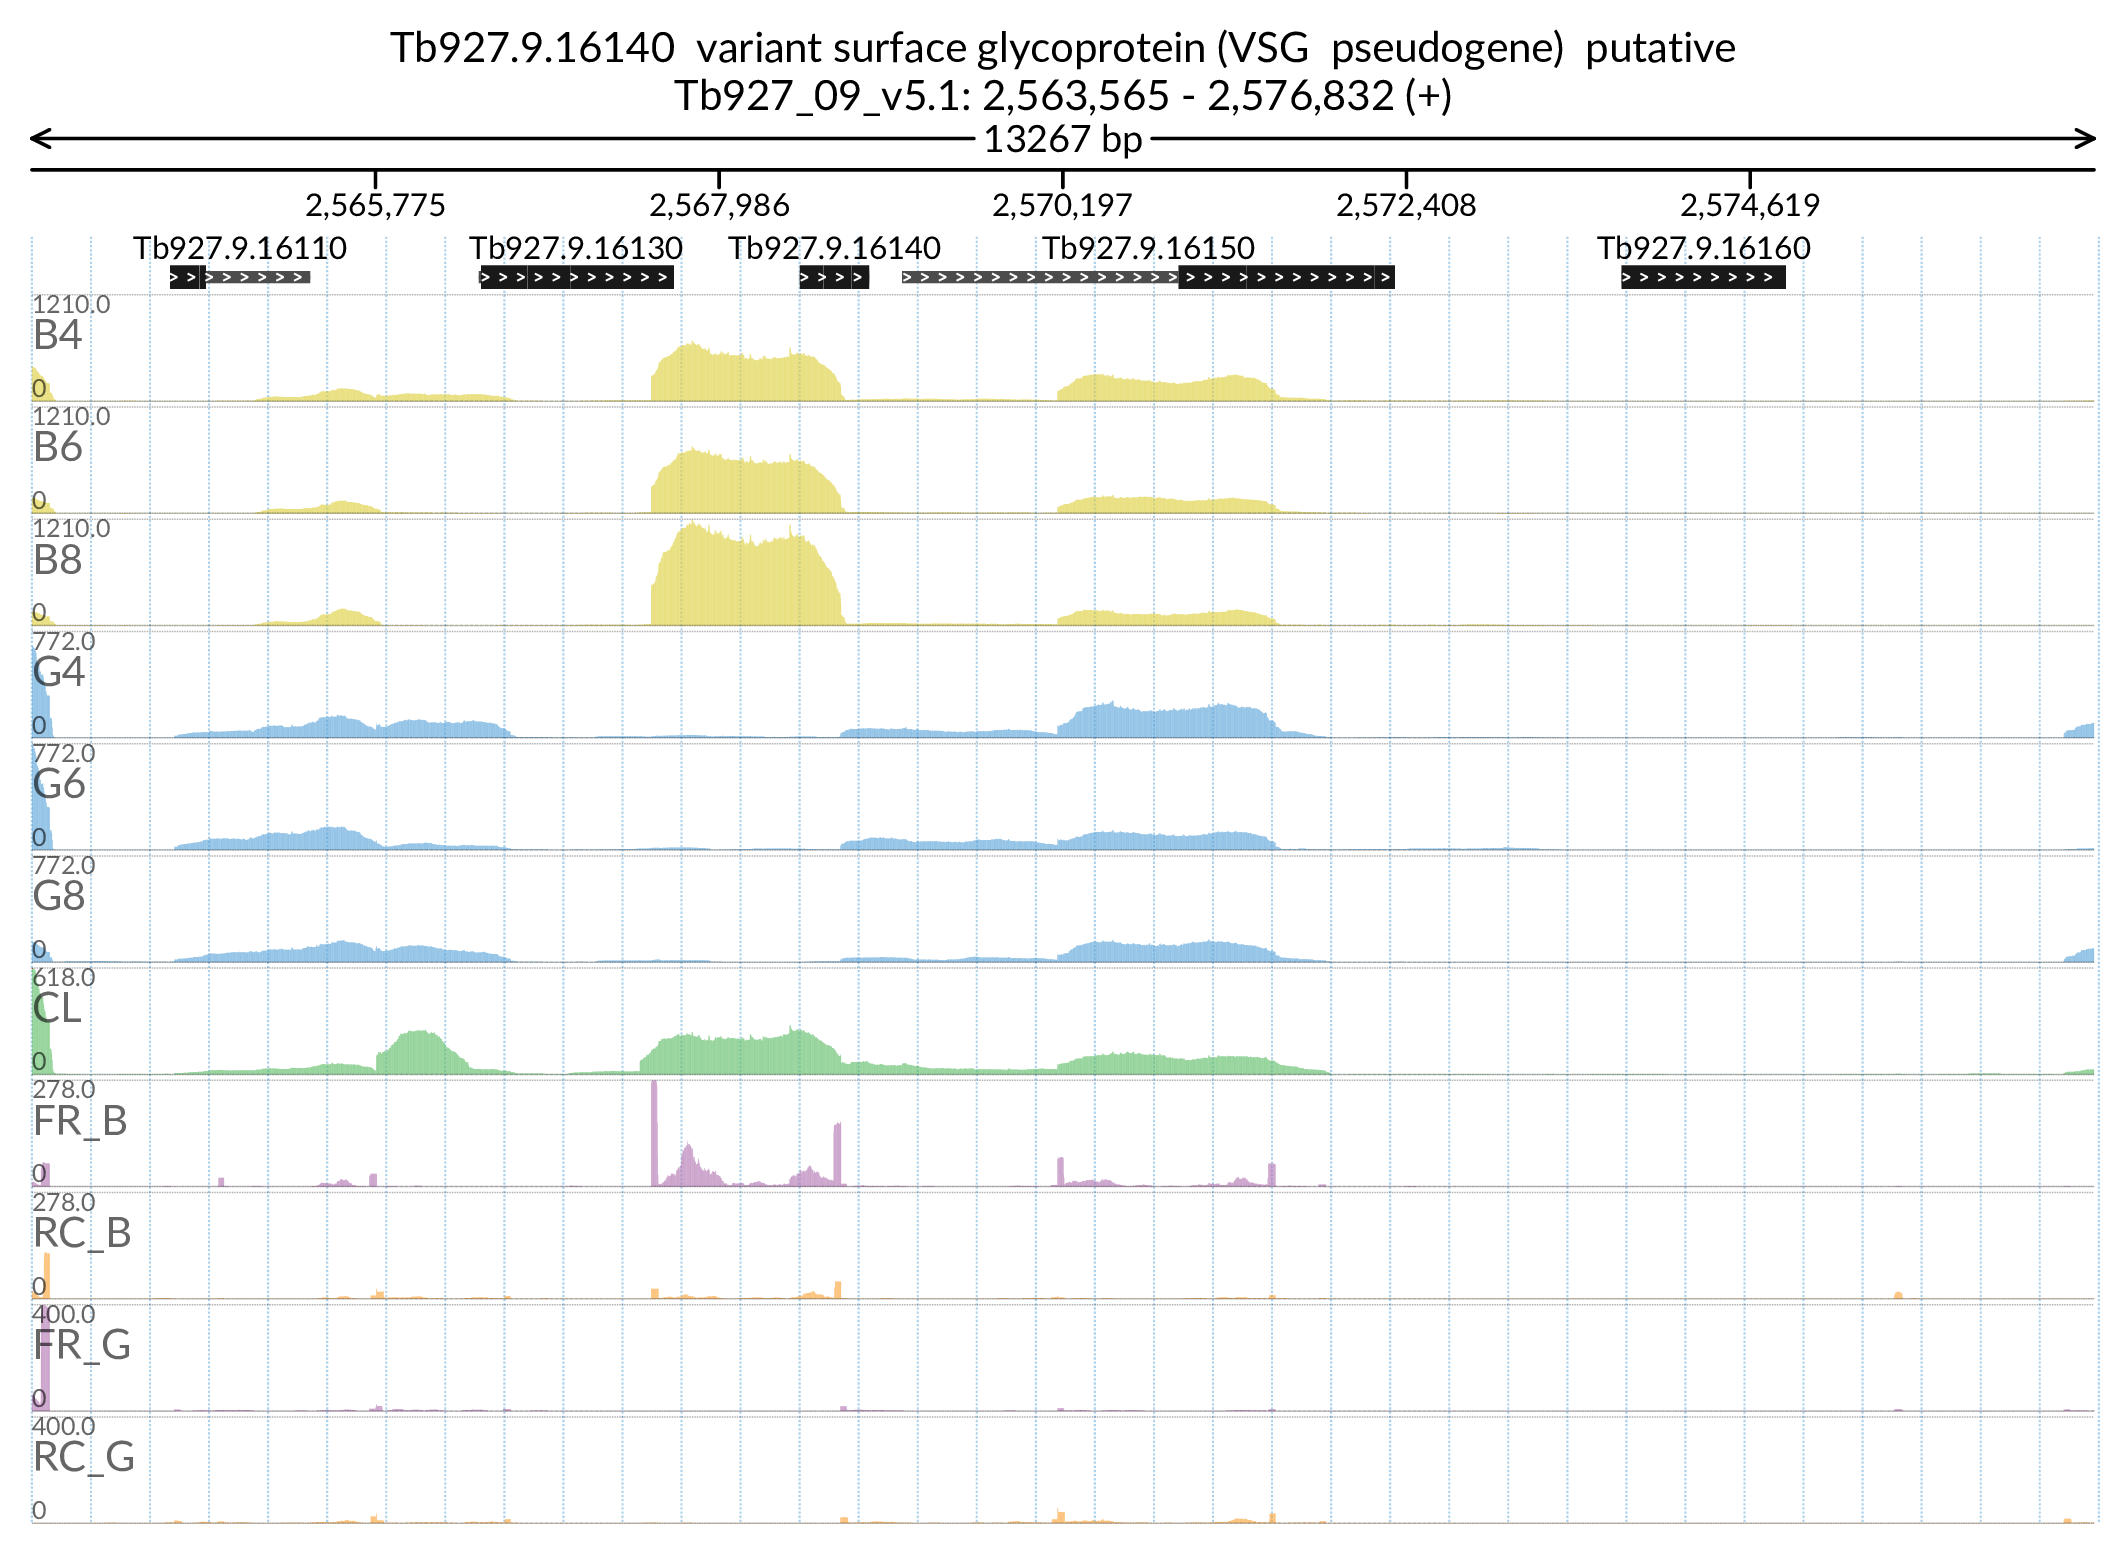 Tb927.9.16140 variant surface glycoprotein (VSG pseudogene) putative
Tb927_09_v5.1: 2,563,565 - 2,576,832 (+)
13267 bp
2,565,775 2,567,986 2,570,197 2,572,408 2,574,619
Tb927.9.16110 Tb927.9.16130 Tb927.9.16140 Tb927.9.16150 Tb927.9.16160
1210.0
B4
0
1210.0
B6
0
1210.0
B8
0
772.0
G4
0
772.0
G6
0
772.0
G8
0
618.0
CL
0
278.0
FR_B
0
278.0
RC_B
0
400.0
FR_G
0
400.0
RC_G
0